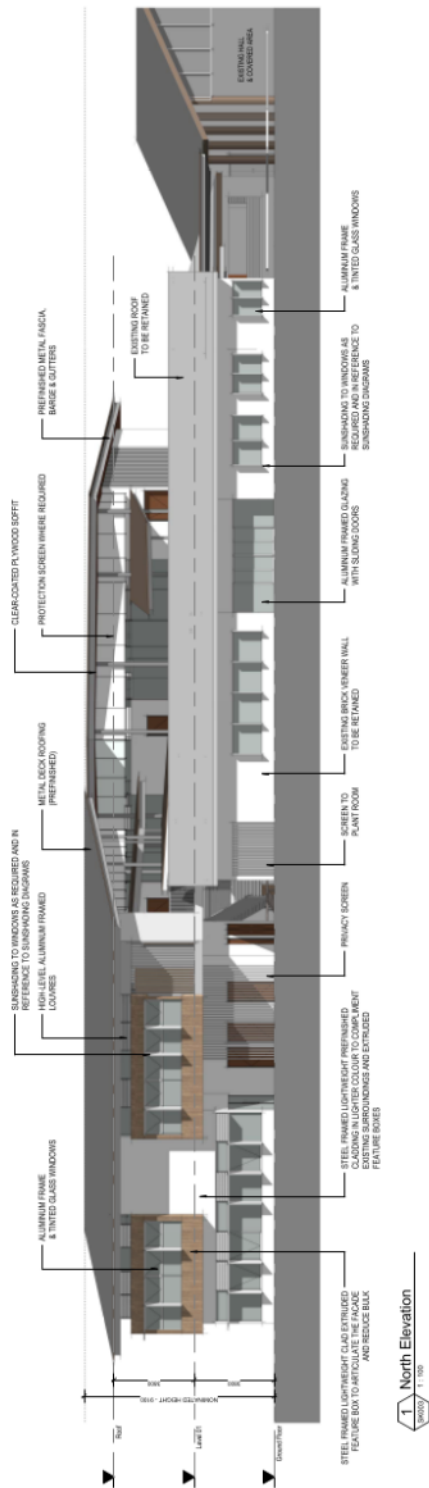 ALUMINUM FRAME
& TINTED GLASS WINDOWS
SUNSHADING TO WINDOWS AS REQUIRED AND IN
REFERENCE TO SUNSHADING DIAGRAMS
HIGH-LEVEL ALUMINUM FRAMED
LOUVRES
METAL DECK ROOFING
(PREFINISHED)
CLEAR-COATED PLYWOOD SOFFIT
PROTECTION SCREEN WHERE REQUIRED
PREFINISHED METAL FASCIA,
BARGE & GUTTERS
EXISTING ROOF
TO BE RETAINED
EXISTING HALL
& COVERED AREA
Roof
Level 01
Ground Floor
STEEL FRAMED LIGHTWEIGHT CLAD EXTRUDED
FEATURE BOX TO ARTICULATE THE FACADE
AND REDUCE BULK
STEEL FRAMED LIGHTWEIGHT PREFINISHED
CLADDING IN LIGHTER COLOUR TO COMPLIMENT
EXISTING SURROUNDINGS AND EXTRUDED
FEATURE BOXES
PRIVACY SCREEN
SCREEN TO
PLANT ROOM
EXISTING BRICK VENEER WALL
TO BE RETAINED
ALUMINUM FRAMED GLAZING
WITH SLIDING DOORS
SUNSHADING TO WINDOWS AS
REQUIRED AND IN REFERENCE TO
SUNSHADING DIAGRAMS
ALUMINUM FRAME
& TINTED GLASS WINDOWS
1
North Elevation
1 : 100